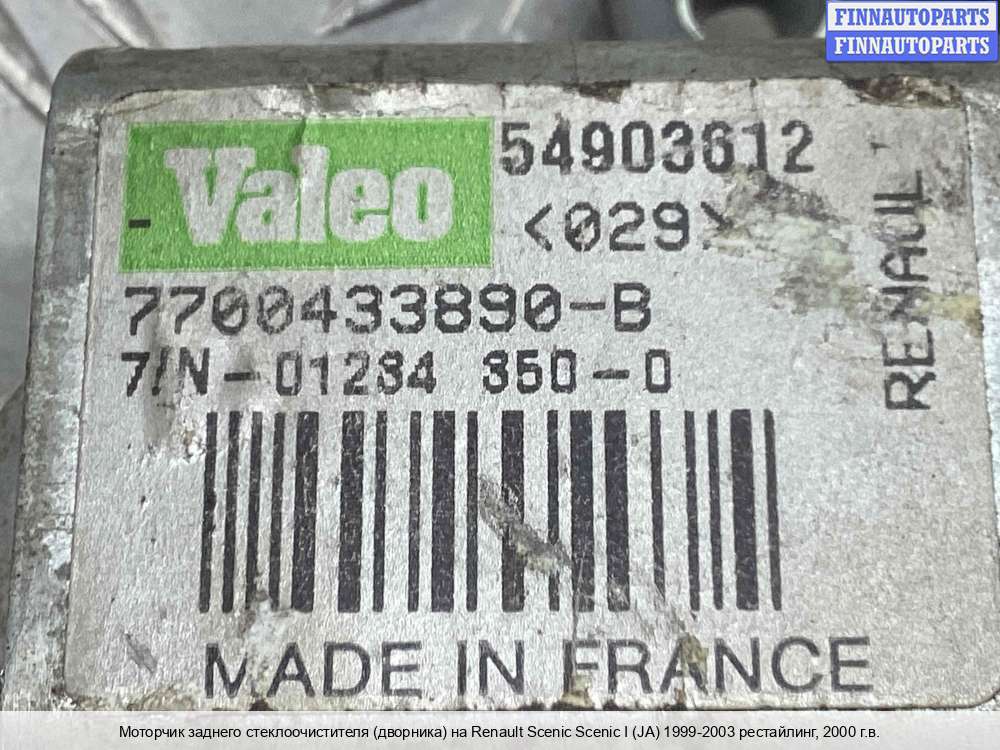 FINNAUTOPARTS
FINNAUTOPARTS
Valeo
54903612
<029>
7700433890-B
7/N-01234 350-0
RENAUL
MADE IN FRANCE
Моторчик заднего стеклоочистителя (дворника) на Renault Scenic Scenic I (JA) 1999-2003 рестайлинг, 2000 г.в.